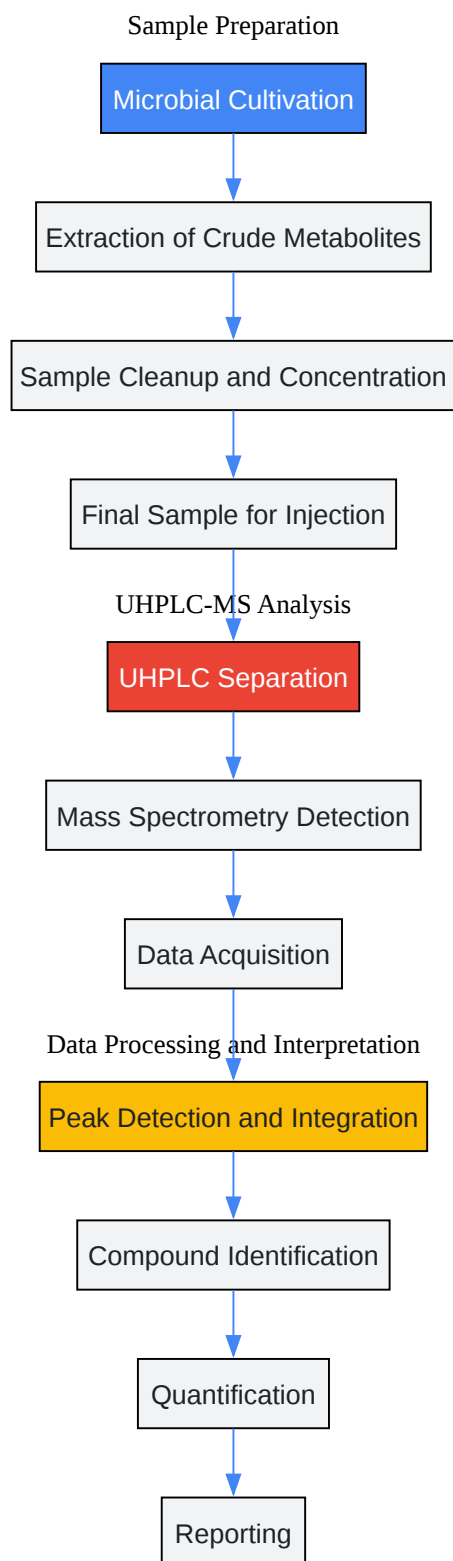 Sample Preparation
Microbial Cultivation
Extraction of Crude Metabolites
Sample Cleanup and Concentration
Final Sample for Injection
UHPLC-MS Analysis
UHPLC Separation
Mass Spectrometry Detection
Data Acquisition
Data Processing and Interpretation
Peak Detection and Integration
Compound Identification
Quantification
Reporting